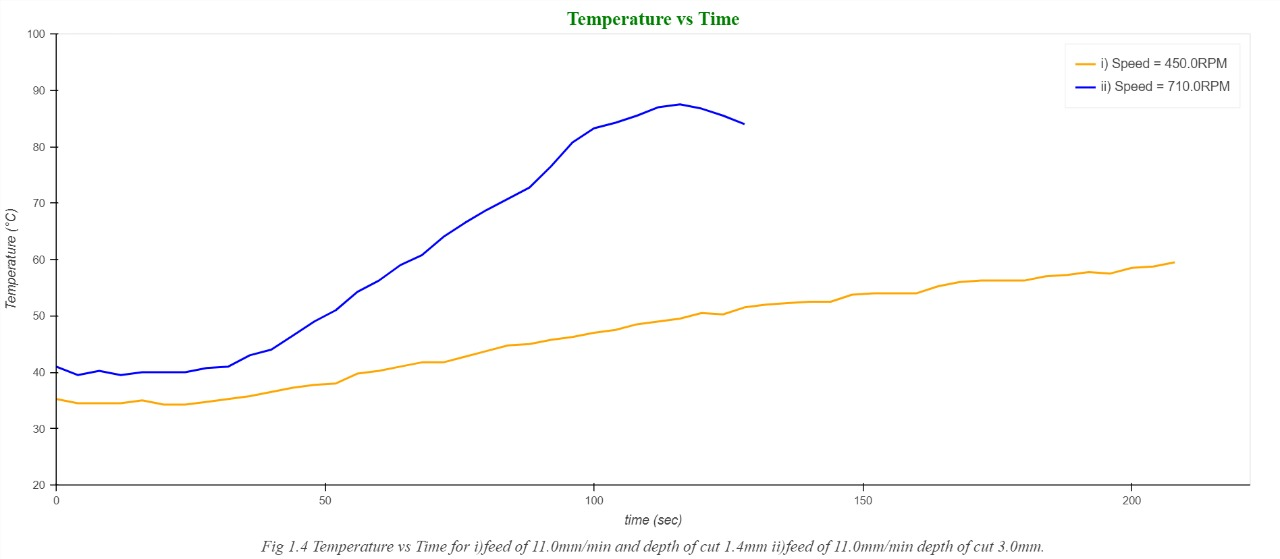 Temperature vs Time
i) Speed = 450.0RPM
ii) Speed = 710.0RPM
100
90
80
70
60
50
40
30
20
Temperature (°C)
0 50 100 150 200
time (sec)
Fig 1.4 Temperature vs Time for i)feed of 11.0mm/min and depth of cut 1.4mm ii)feed of 11.0mm/min depth of cut 3.0mm.